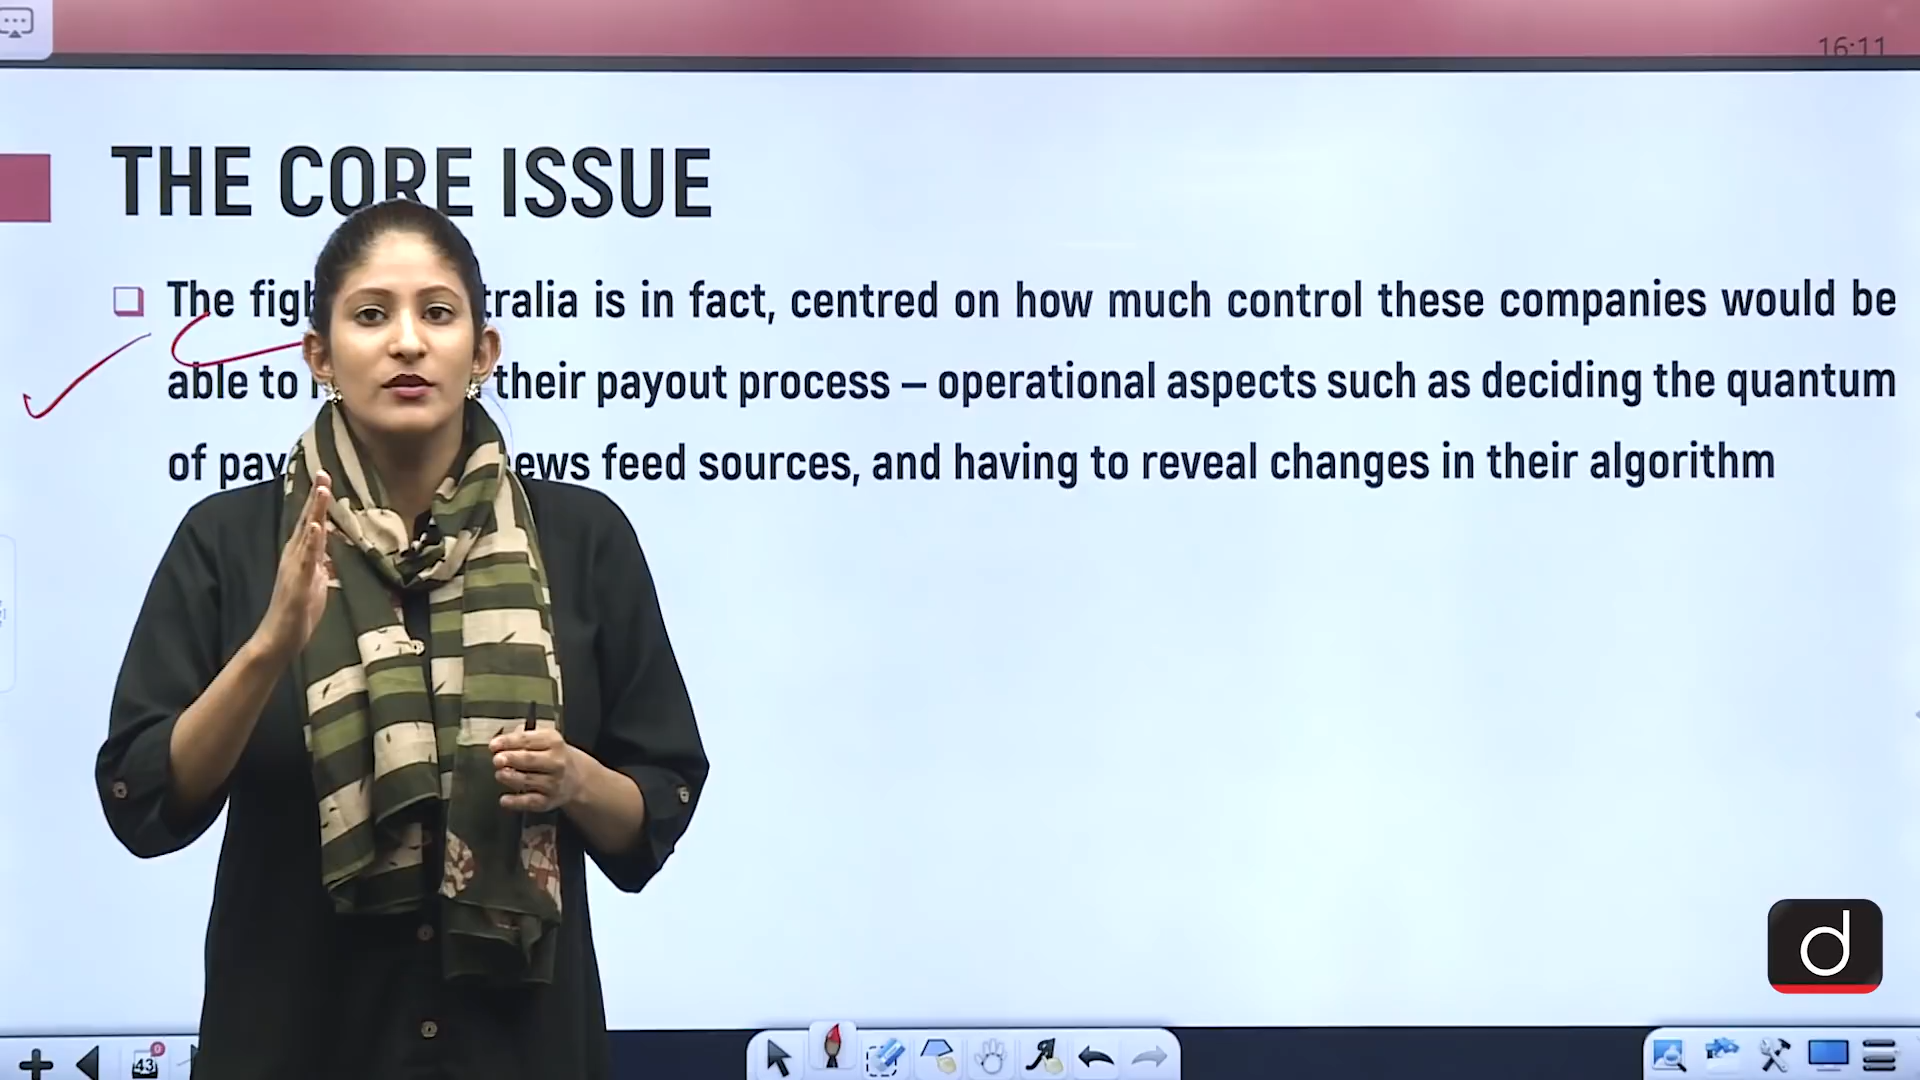 16:11
THE CORE ISSUE
The figh tralia is in fact, centred on how much control these companies would be
able to their payout process – operational aspects such as deciding the quantum
of pay ews feed sources, and having to reveal changes in their algorithm
d
43
0